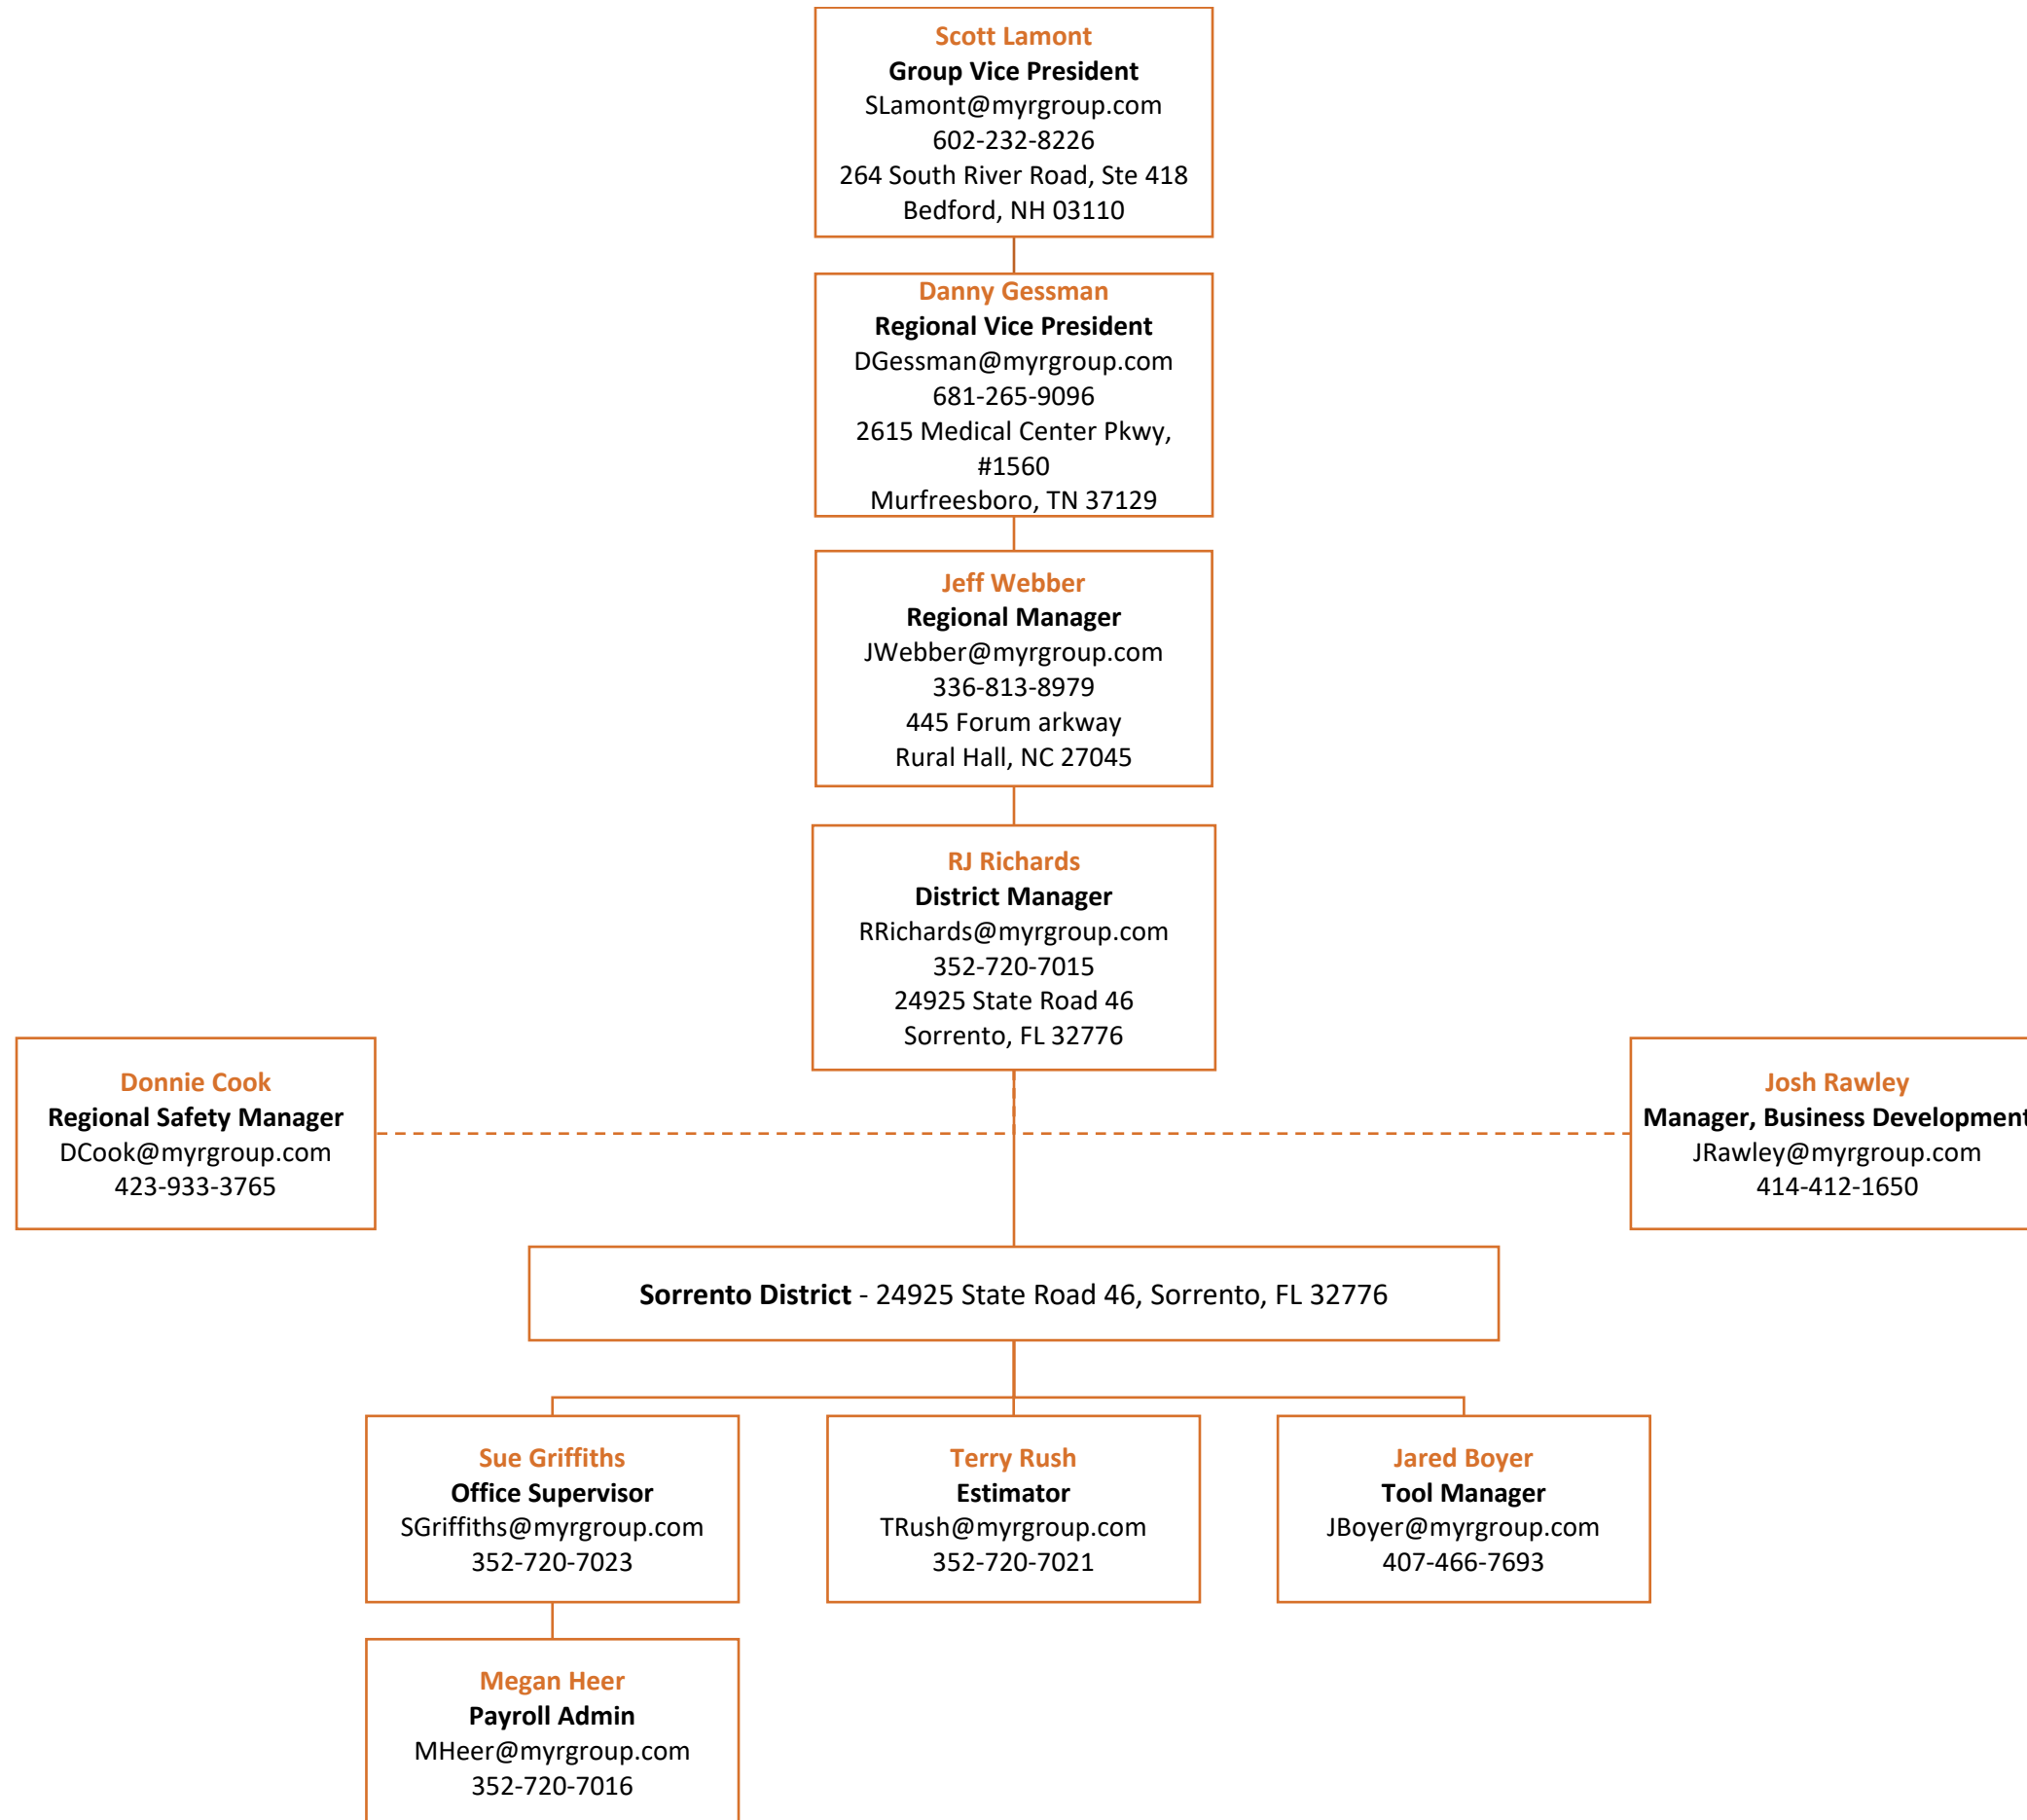 Scott Lamont
Group Vice President
SLamont@myrgroup.com
602-232-8226
264 South River Road, Ste 418
Bedford, NH 03110
Danny Gessman
Regional Vice President
DGessman@myrgroup.com
681-265-9096
2615 Medical Center Pkwy,
#1560
Murfreesboro, TN 37129
Jeff Webber
Regional Manager
JWebber@myrgroup.com
336-813-8979
445 Forum arkway
Rural Hall, NC 27045
RJ Richards
District Manager
RRichards@myrgroup.com
352-720-7015
24925 State Road 46
Sorrento, FL 32776
Donnie Cook
Regional Safety Manager
DCook@myrgroup.com
423-933-3765
Josh Rawley
Manager, Business Development
JRawley@myrgroup.com
414-412-1650
Sorrento District - 24925 State Road 46, Sorrento, FL 32776
Sue Griffiths
Office Supervisor
SGriffiths@myrgroup.com
352-720-7023
Terry Rush
Estimator
TRush@myrgroup.com
352-720-7021
Jared Boyer
Tool Manager
JBoyer@myrgroup.com
407-466-7693
Megan Heer
Payroll Admin
MHeer@myrgroup.com
352-720-7016